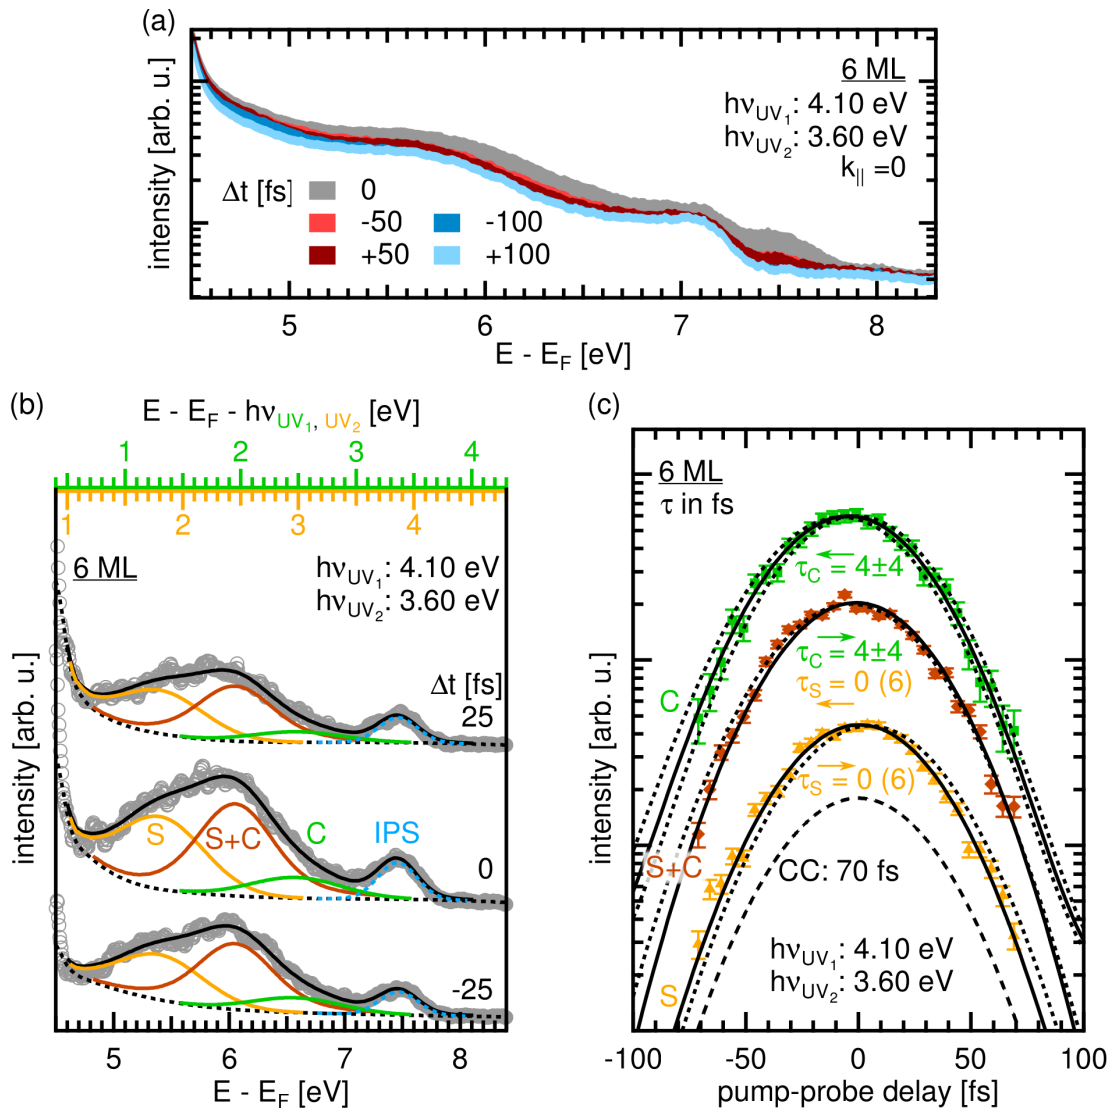 (a)
intensity [arb. u.]
6 ML
hνUV1: 4.10 eV
hνUV2: 3.60 eV
k|| =0
Δt [fs]
0
-50
-100
+50
+100
5 6 7 8
E - EF [eV]
(b)
E - EF - hνUV1, UV2 [eV]
1 2 3 4
1 2 3 4
6 ML
hνUV1: 4.10 eV
hνUV2: 3.60 eV
Δt [fs]
25
S
S+C
C
IPS
0
-25
intensity [arb. u.]
5 6 7 8
E - EF [eV]
(c)
6 ML
τ in fs
τC = 4±4
τC = 4±4
τS = 0 (6)
τS = 0 (6)
C
S+C
S
CC: 70 fs
hνUV1: 4.10 eV
hνUV2: 3.60 eV
intensity [arb. u.]
-100 -50 0 50 100
pump-probe delay [fs]